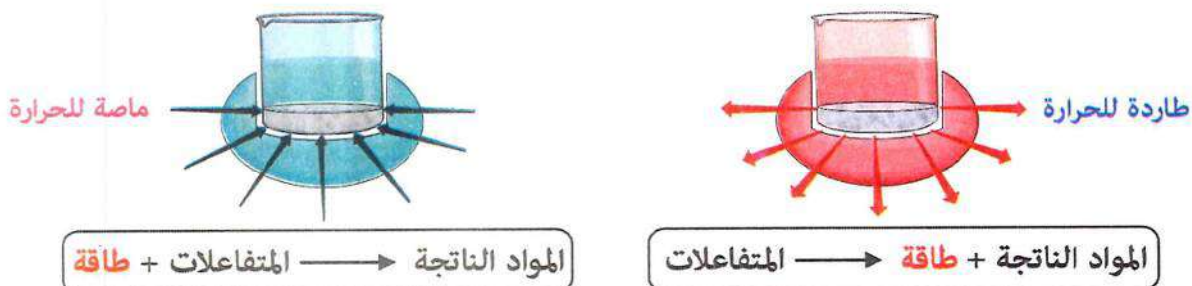 طاردة للحرارة
المواد الناتجة + طاقة → المتفاعلات
ماصة للحرارة
المواد الناتجة → المتفاعلات + طاقة